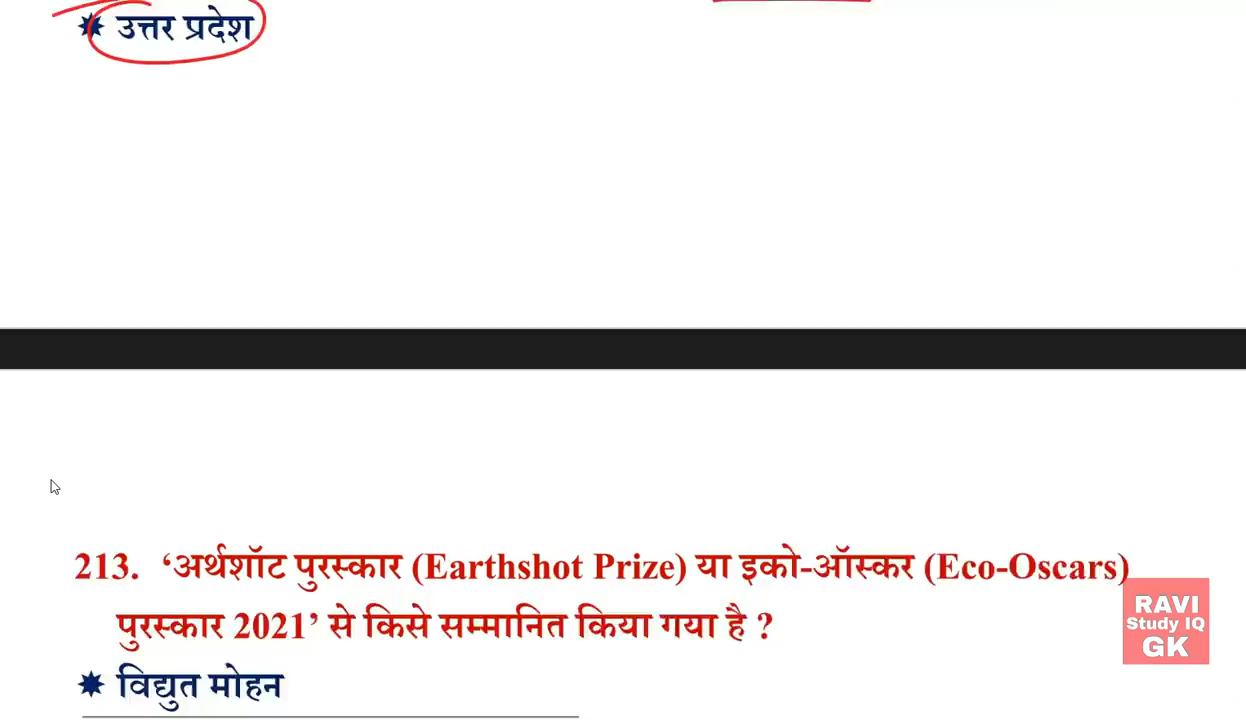 ✷ उत्तर प्रदेश
213. ‘अर्थशॉट पुरस्कार (Earthshot Prize) या इको-ऑस्कर (Eco-Oscars)
पुरस्कार 2021’ से किसे सम्मानित किया गया है ?
✷ विद्युत मोहन
RAVI
Study IQ
GK